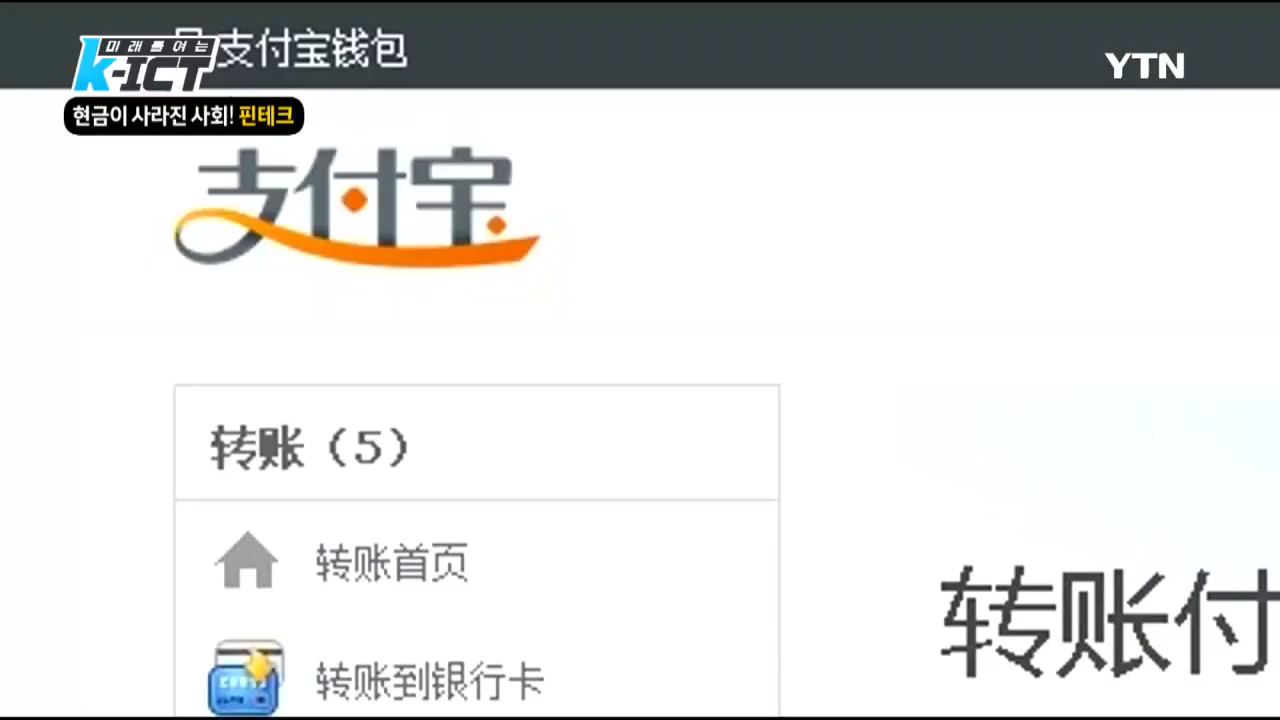 支付宝钱包
미래를 여는
K-ICT
YTN
현금이 사라진 사회! 핀테크
支付宝
转账（5）
转账首页
转账付
转账到银行卡